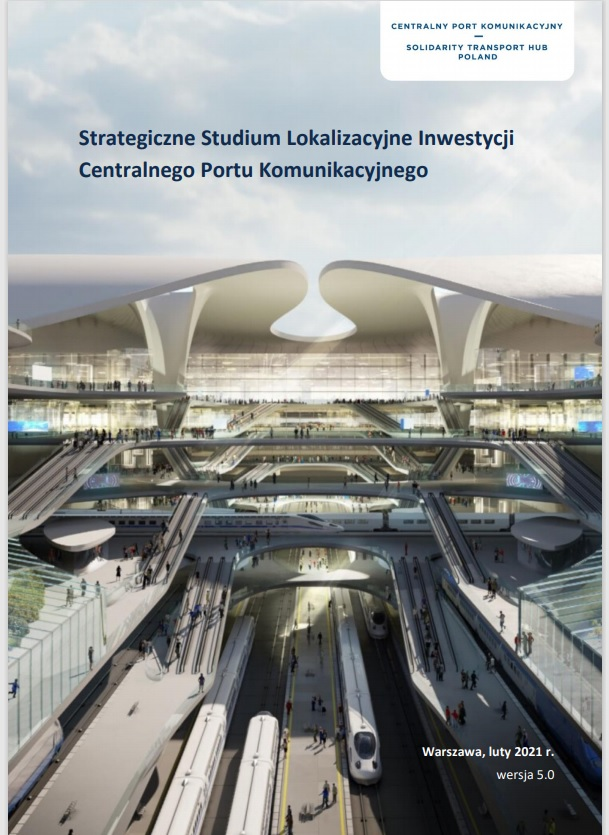 CENTRALNY PORT KOMUNIKACYJNY
—
SOLIDARITY TRANSPORT HUB
POLAND
Strategiczne Studium Lokalizacyjne Inwestycji
Centralnego Portu Komunikacyjnego
Warszawa, luty 2021 r.
wersja 5.0